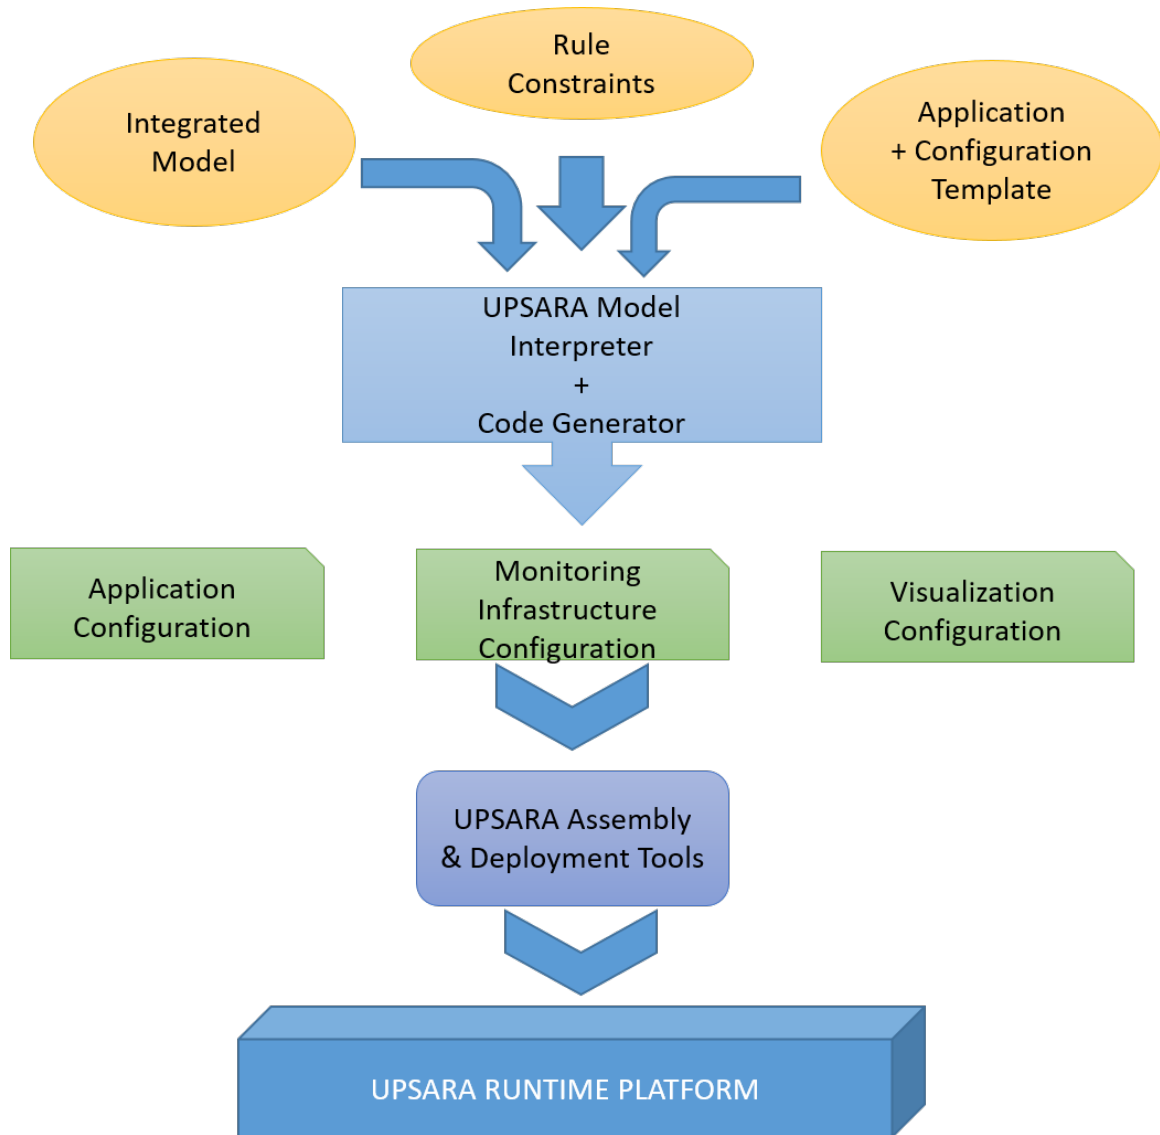 Rule
Constraints
Integrated
Model
Application
+ Configuration
Template
UPSARA Model
Interpreter
+
Code Generator
Application
Configuration
Monitoring
Infrastructure
Configuration
Visualization
Configuration
UPSARA Assembly
& Deployment Tools
UPSARA RUNTIME PLATFORM